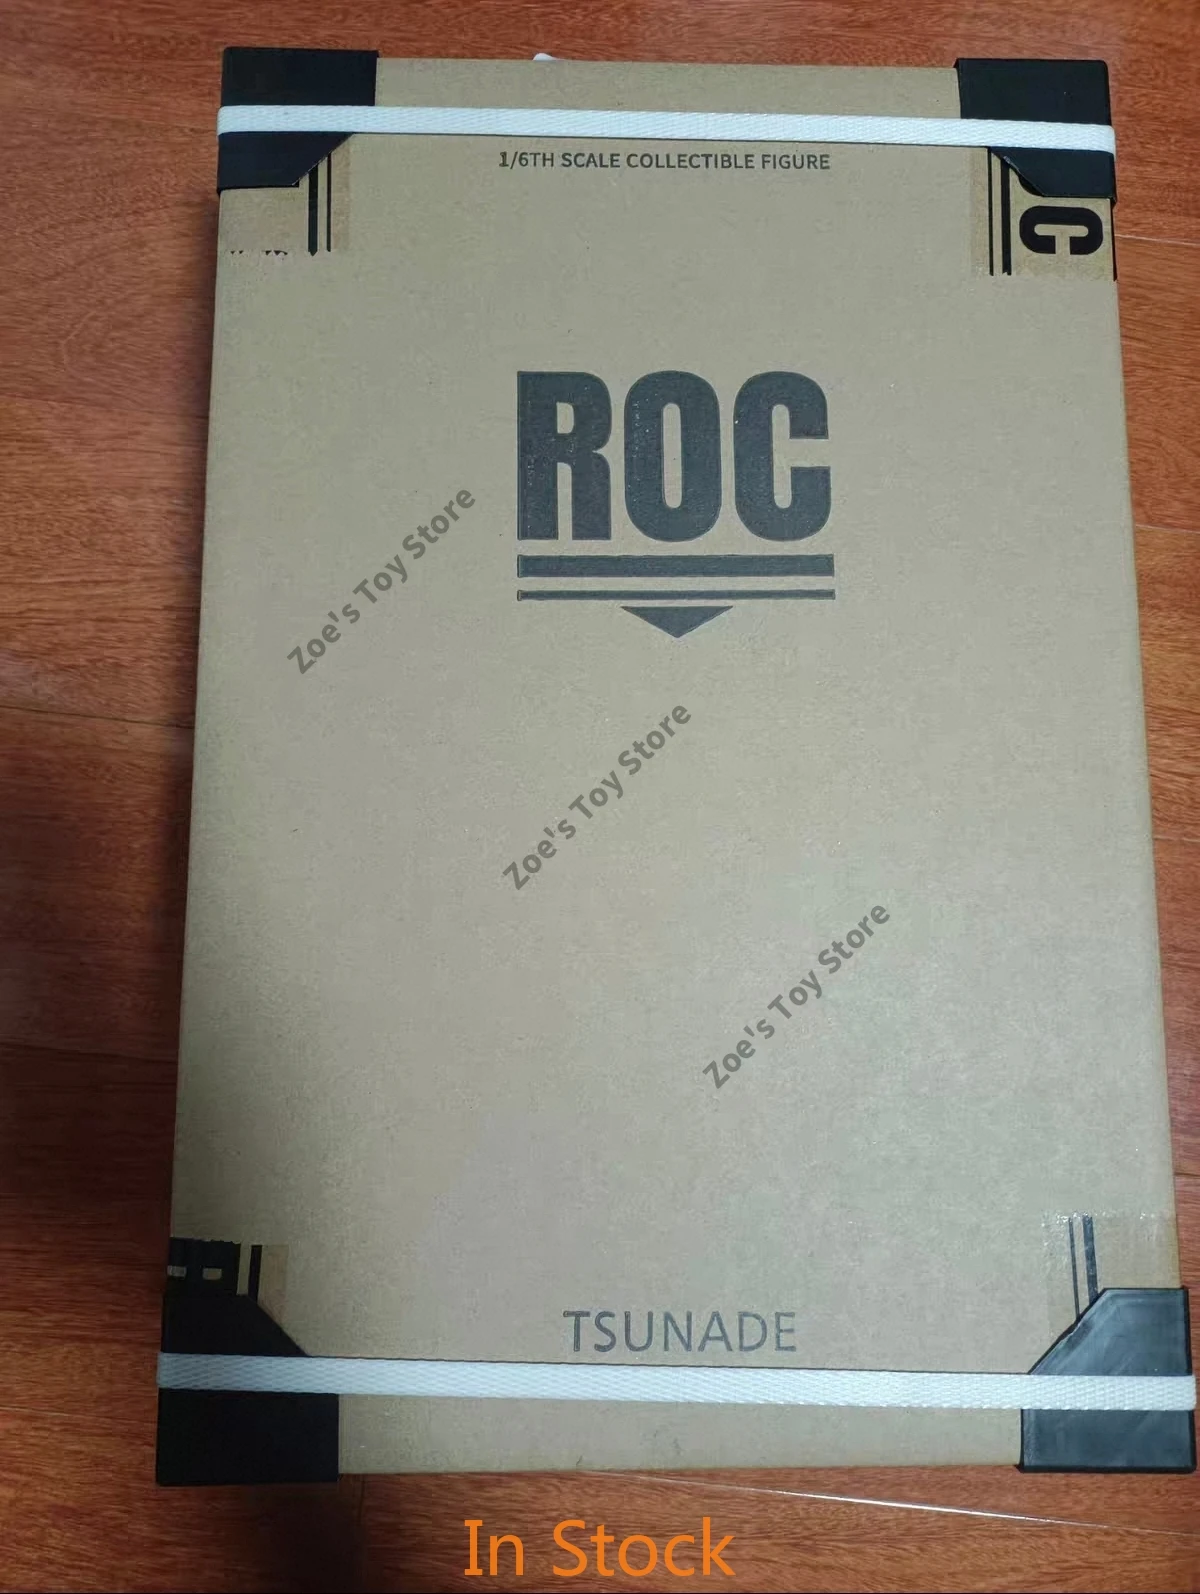 1/6TH SCALE COLLECTIBLE FIGURE
C
ROC
Zoe's Toy Store
Zoe's Toy Store
Zoe's Toy Store
TSUNADE
In Stock